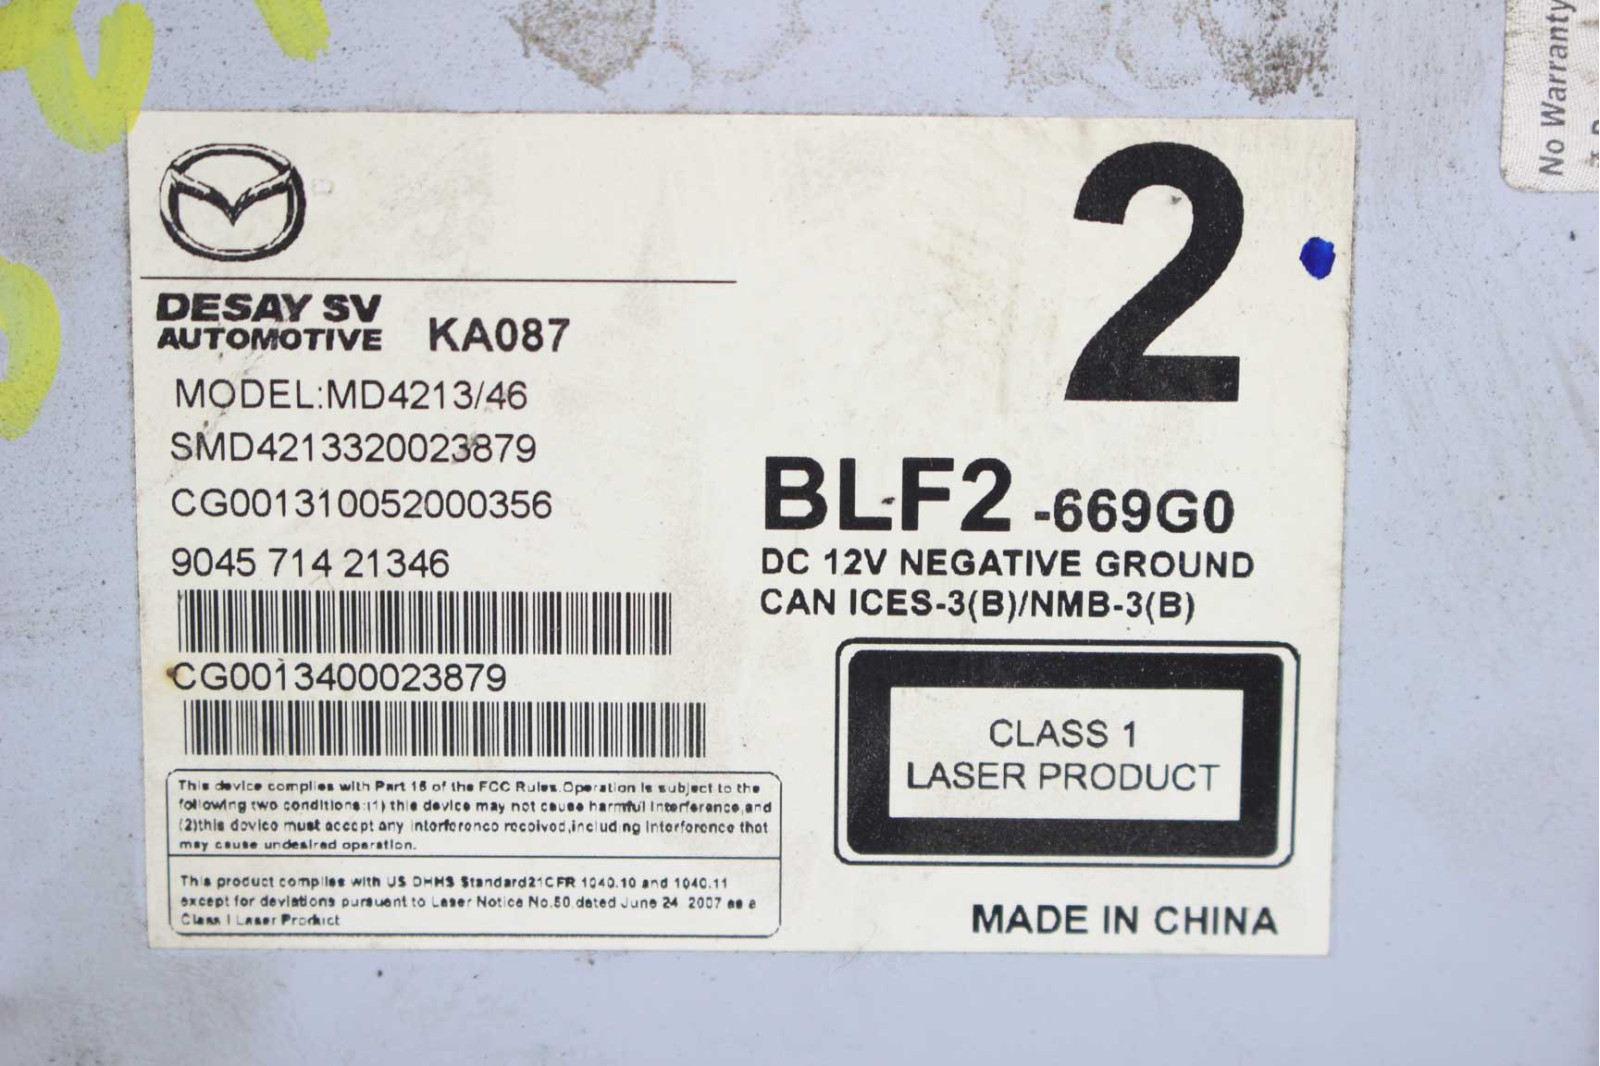 No Warranty
2
DESAY SV
AUTOMOTIVE KA087
MODEL:MD4213/46
SMD4213320023879
CG001310052000356
9045 714 21346
CG0013400023879
BLF2 -669G0
DC 12V NEGATIVE GROUND
CAN ICES-3(B)/NMB-3(B)
CLASS 1
LASER PRODUCT
This device complies with Part 15 of the FCC Rules.Operation is subject to the
following two conditions:(1)this device may not cause harmful interference,and
(2)this device must accept any interference received,including interference that
may cause undesired operation.
This product complies with US DHHS Standard21CFR 1040.10 and 1040.11
except for deviations pursuant to Laser Notice No.50,dated June 24, 2007 as a
Class I Laser Product
MADE IN CHINA